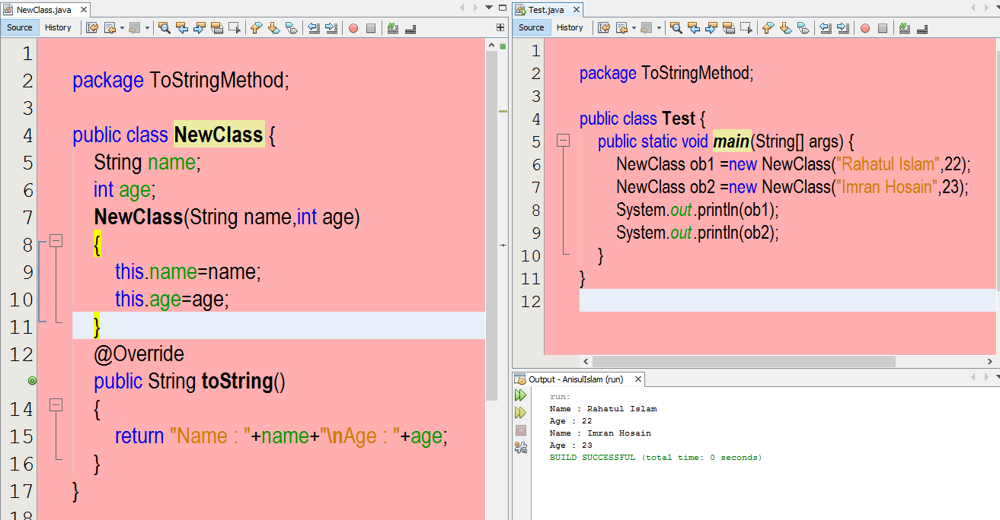 NewClass.java
Source History
1
2 package ToStringMethod;
3
4 public class NewClass {
5 String name;
6 int age;
7 NewClass(String name,int age)
8 {
9 this.name=name;
10 this.age=age;
11 }
12 @Override
public String toString()
14 {
15 return "Name : "+name+"\nAge : "+age;
16 }
17 }
18
Test.java
Source History
1
2 package ToStringMethod;
3
4 public class Test {
5 public static void main(String[] args) {
6 NewClass ob1 =new NewClass("Rahatul Islam",22);
7 NewClass ob2 =new NewClass("Imran Hosain",23);
8 System.out.println(ob1);
9 System.out.println(ob2);
10 }
11 }
12
Output - AnisulIslam (run)
run:
Name : Rahatul Islam
Age : 22
Name : Imran Hosain
Age : 23
BUILD SUCCESSFUL (total time: 0 seconds)